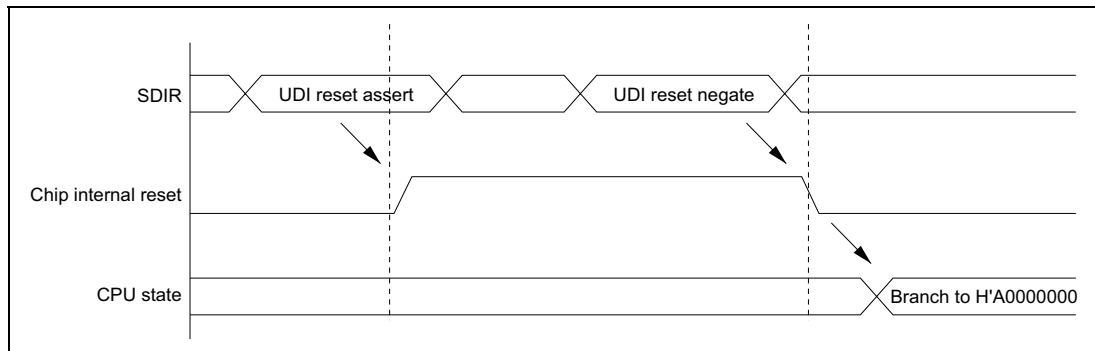 SDIR
UDI reset assert
UDI reset negate
Chip internal reset
CPU state
Branch to H'A0000000